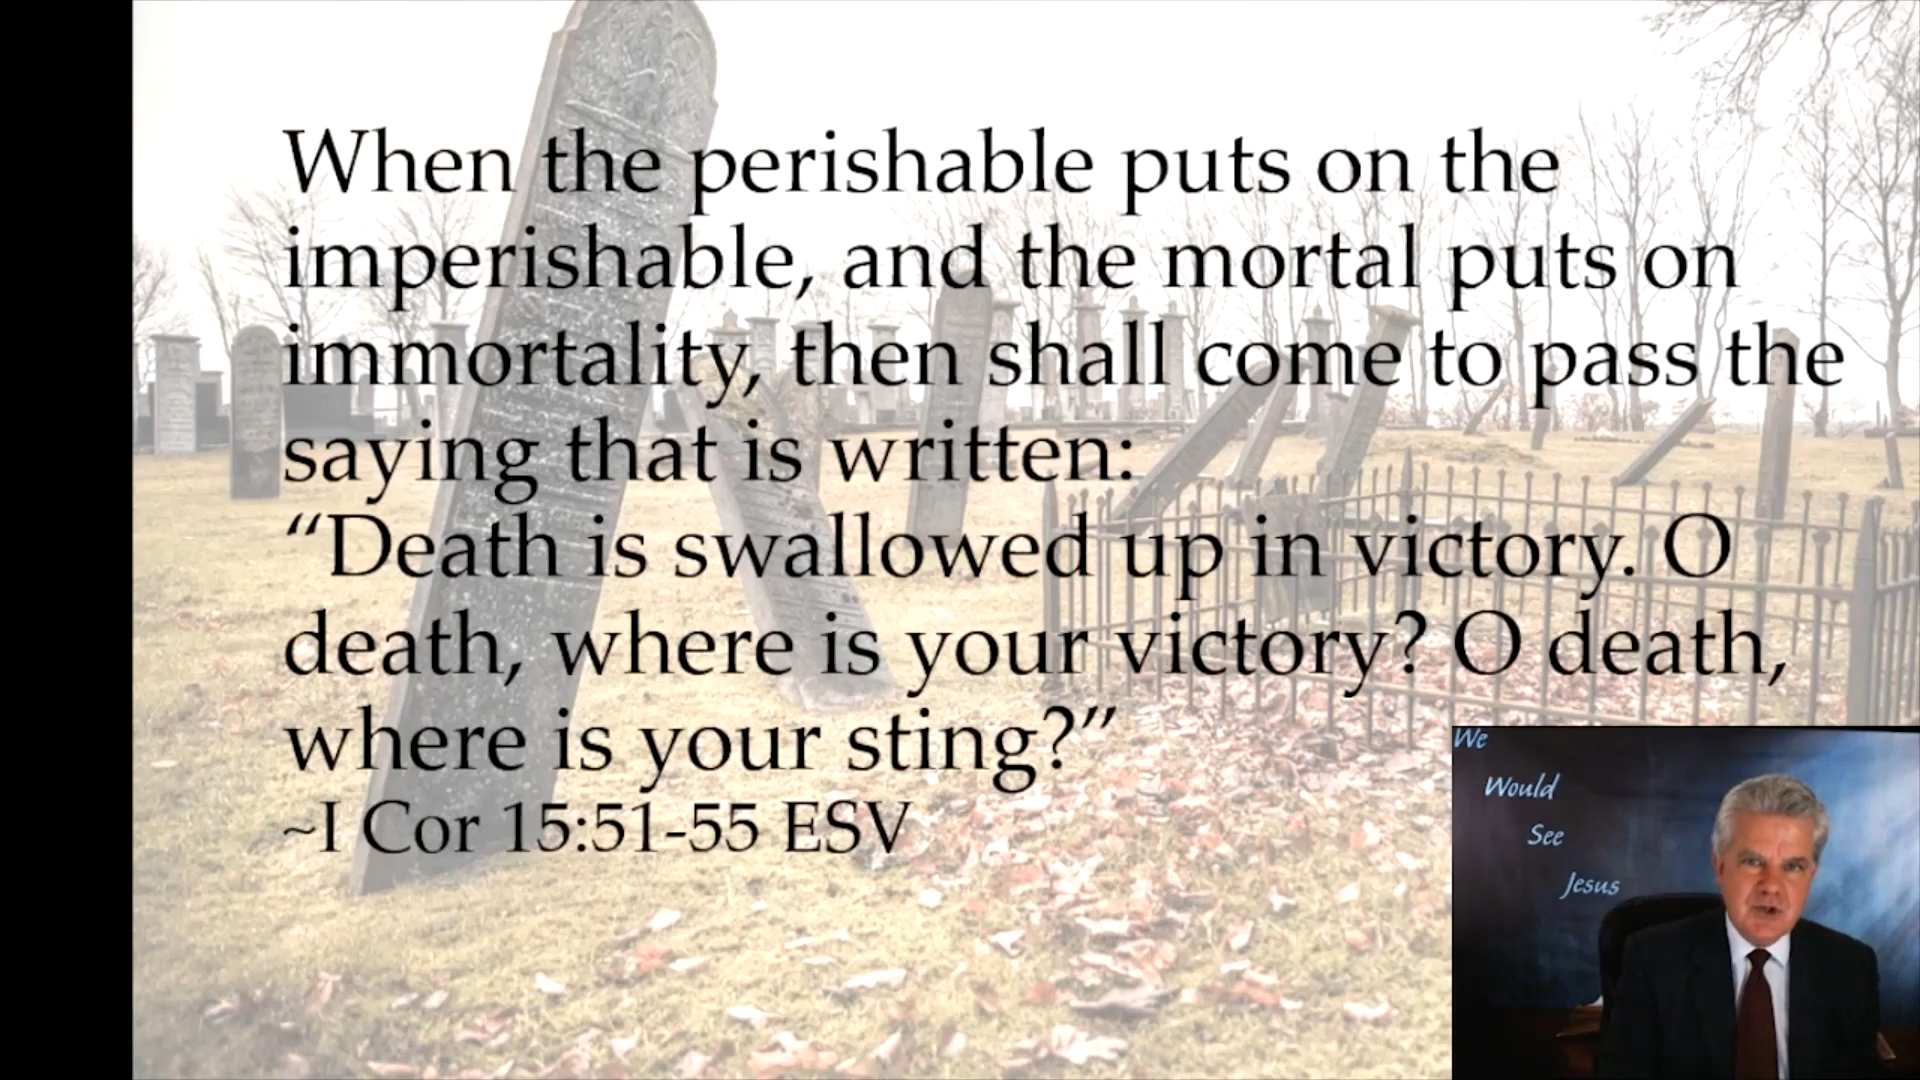 When the perishable puts on the
imperishable, and the mortal puts on
immortality, then shall come to pass the
saying that is written:
“Death is swallowed up in victory. O
death, where is your victory? O death,
where is your sting?”
~I Cor 15:51-55 ESV
We
Would
See
Jesus